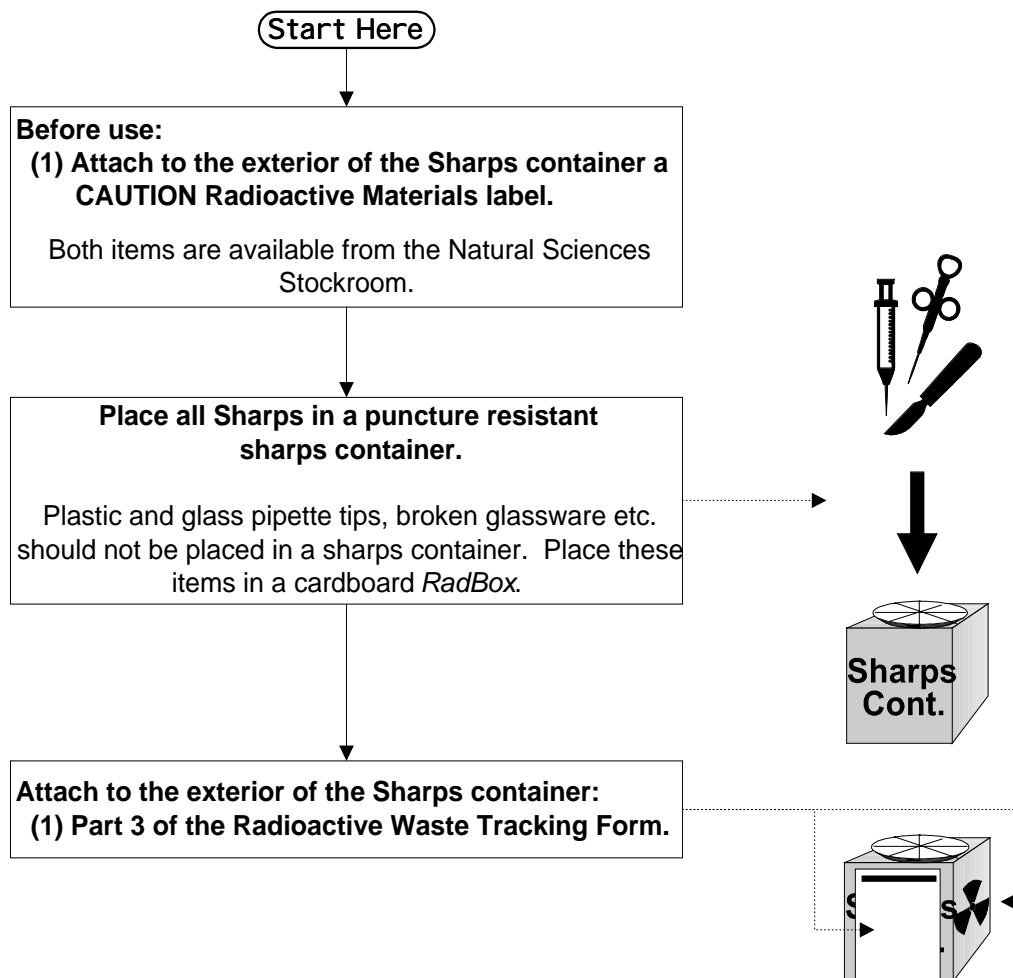 Start Here
Before use:
(1) Attach to the exterior of the Sharps container a
CAUTION Radioactive Materials label.
Both items are available from the Natural Sciences
Stockroom.
Place all Sharps in a puncture resistant
sharps container.
Plastic and glass pipette tips, broken glassware etc.
should not be placed in a sharps container.  Place these
items in a cardboard RadBox.
Sharps
Cont.
Attach to the exterior of the Sharps container:
(1) Part 3 of the Radioactive Waste Tracking Form.